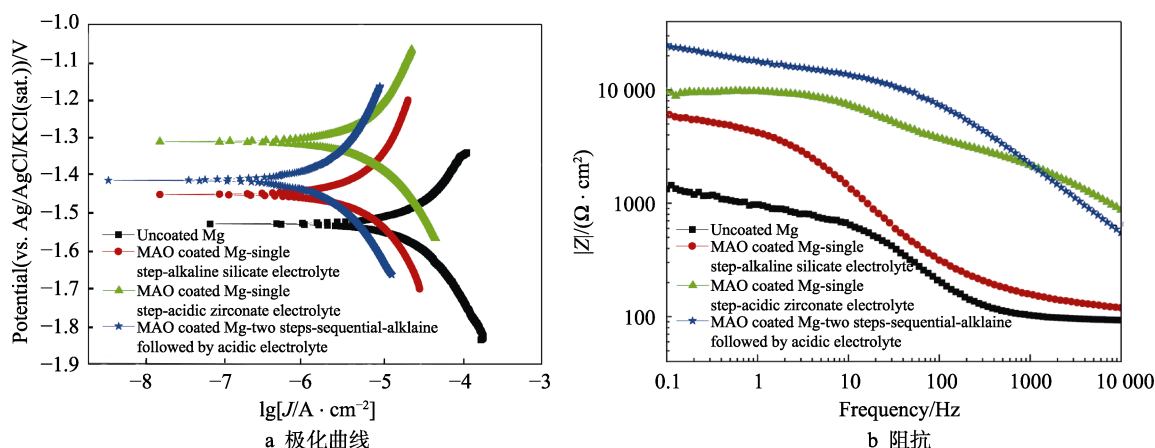 −1.0
−1.1
−1.2
−1.3
−1.4
−1.5
−1.6
−1.7
−1.8
−1.9
Potential(vs. Ag/AgCl/KCl(sat.))/V
Uncoated Mg
MAO coated Mg-single
step-alkaline silicate electrolyte
MAO coated Mg-single
step-acidic zirconate electrolyte
MAO coated Mg-two steps-sequential-alklaine
followed by acidic electrolyte
−8
−7
−6
−5
−4
−3
lg[J/A · cm⁻²]
a 极化曲线
10 000
1000
100
|Z|/(Ω · cm²)
Uncoated Mg
MAO coated Mg-single
step-alkaline silicate electrolyte
MAO coated Mg-single
step-acidic zirconate electrolyte
MAO coated Mg-two steps-sequential-alklaine
followed by acidic electrolyte
0.1
1
10
100
1000
10 000
Frequency/Hz
b 阻抗